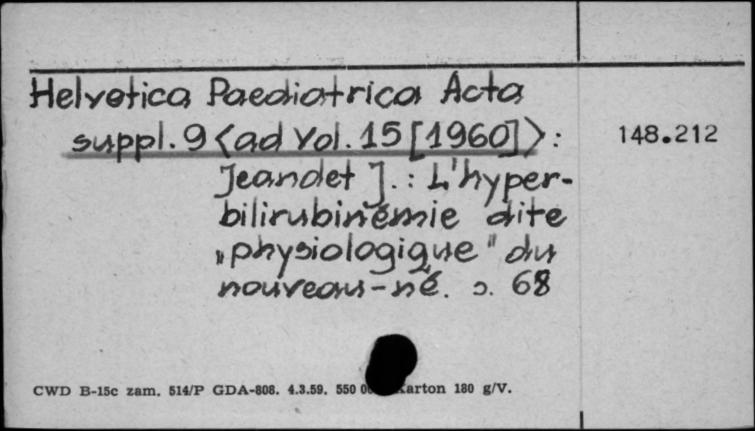 Helvetica Paediatrica Acta
suppl. 9 <ad Vol. 15 [1960]>: 148.212
Jeandet J.: L'hyper-
bilirubinémie dite
„physiologique" du
nouveau-né. s. 68
CWD B-15c zam. 514/P GDA-808. 4.3.59. 550 arton 180 g/V.